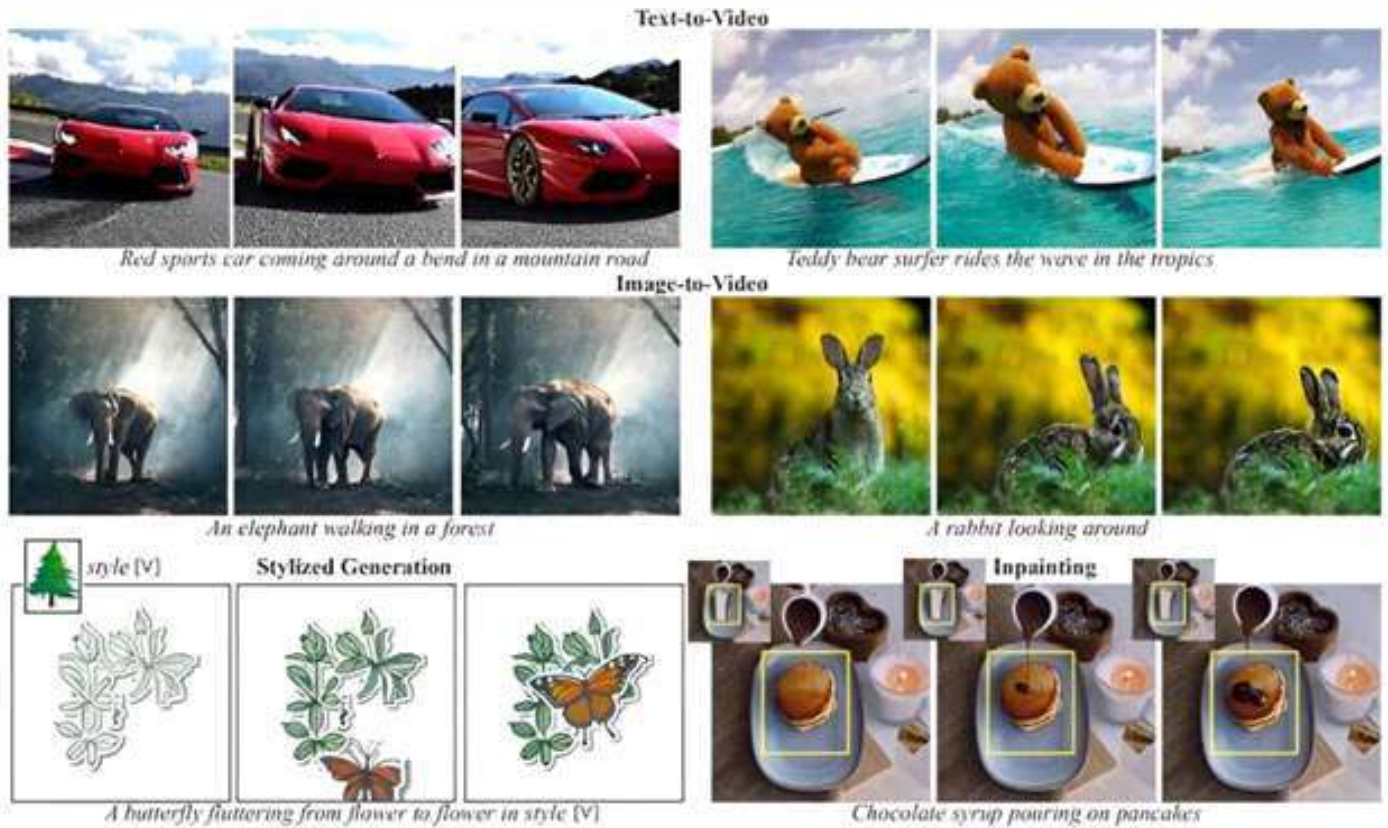 Text-to-Video
Red sports car coming around a bend in a mountain road
Teddy bear surfer rides the wave in the tropics
Image-to-Video
An elephant walking in a forest
A rabbit looking around
style [V]
Stylized Generation
Inpainting
A butterfly fluttering from flower to flower in style [V]
Chocolate syrup pouring on pancakes